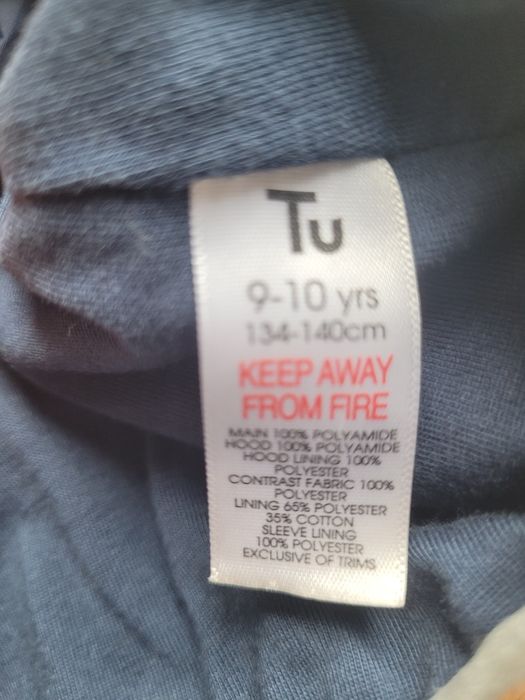 Tu
9-10 yrs
134-140cm
KEEP AWAY
FROM FIRE
MAIN 100% POLYAMIDE
HOOD 100% POLYAMIDE
HOOD LINING 100%
POLYESTER
CONTRAST FABRIC 100%
POLYESTER
LINING 65% POLYESTER
35% COTTON
SLEEVE LINING
100% POLYESTER
EXCLUSIVE OF TRIMS